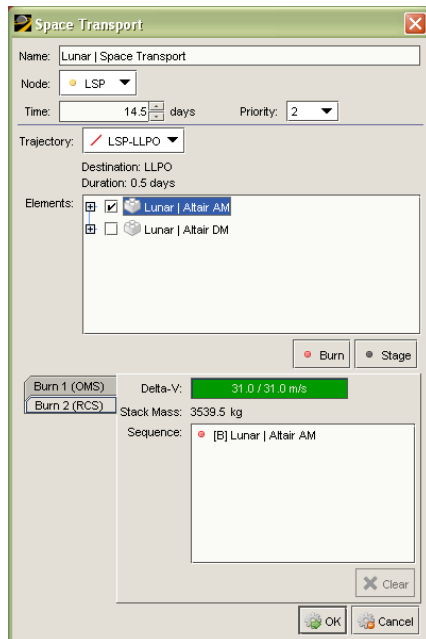 Space Transport
Name: Lunar | Space Transport
Node: LSP
Time: 14.5 days Priority: 2
Trajectory: LSP-LLPO
Destination: LLPO
Duration: 0.5 days
Elements: Lunar | Altair AM
Lunar | Altair DM
Burn Stage
Burn 1 (OMS)
Burn 2 (RCS)
Delta-V: 31.0 / 31.0 m/s
Stack Mass: 3539.5 kg
Sequence: [B] Lunar | Altair AM
Clear
OK Cancel